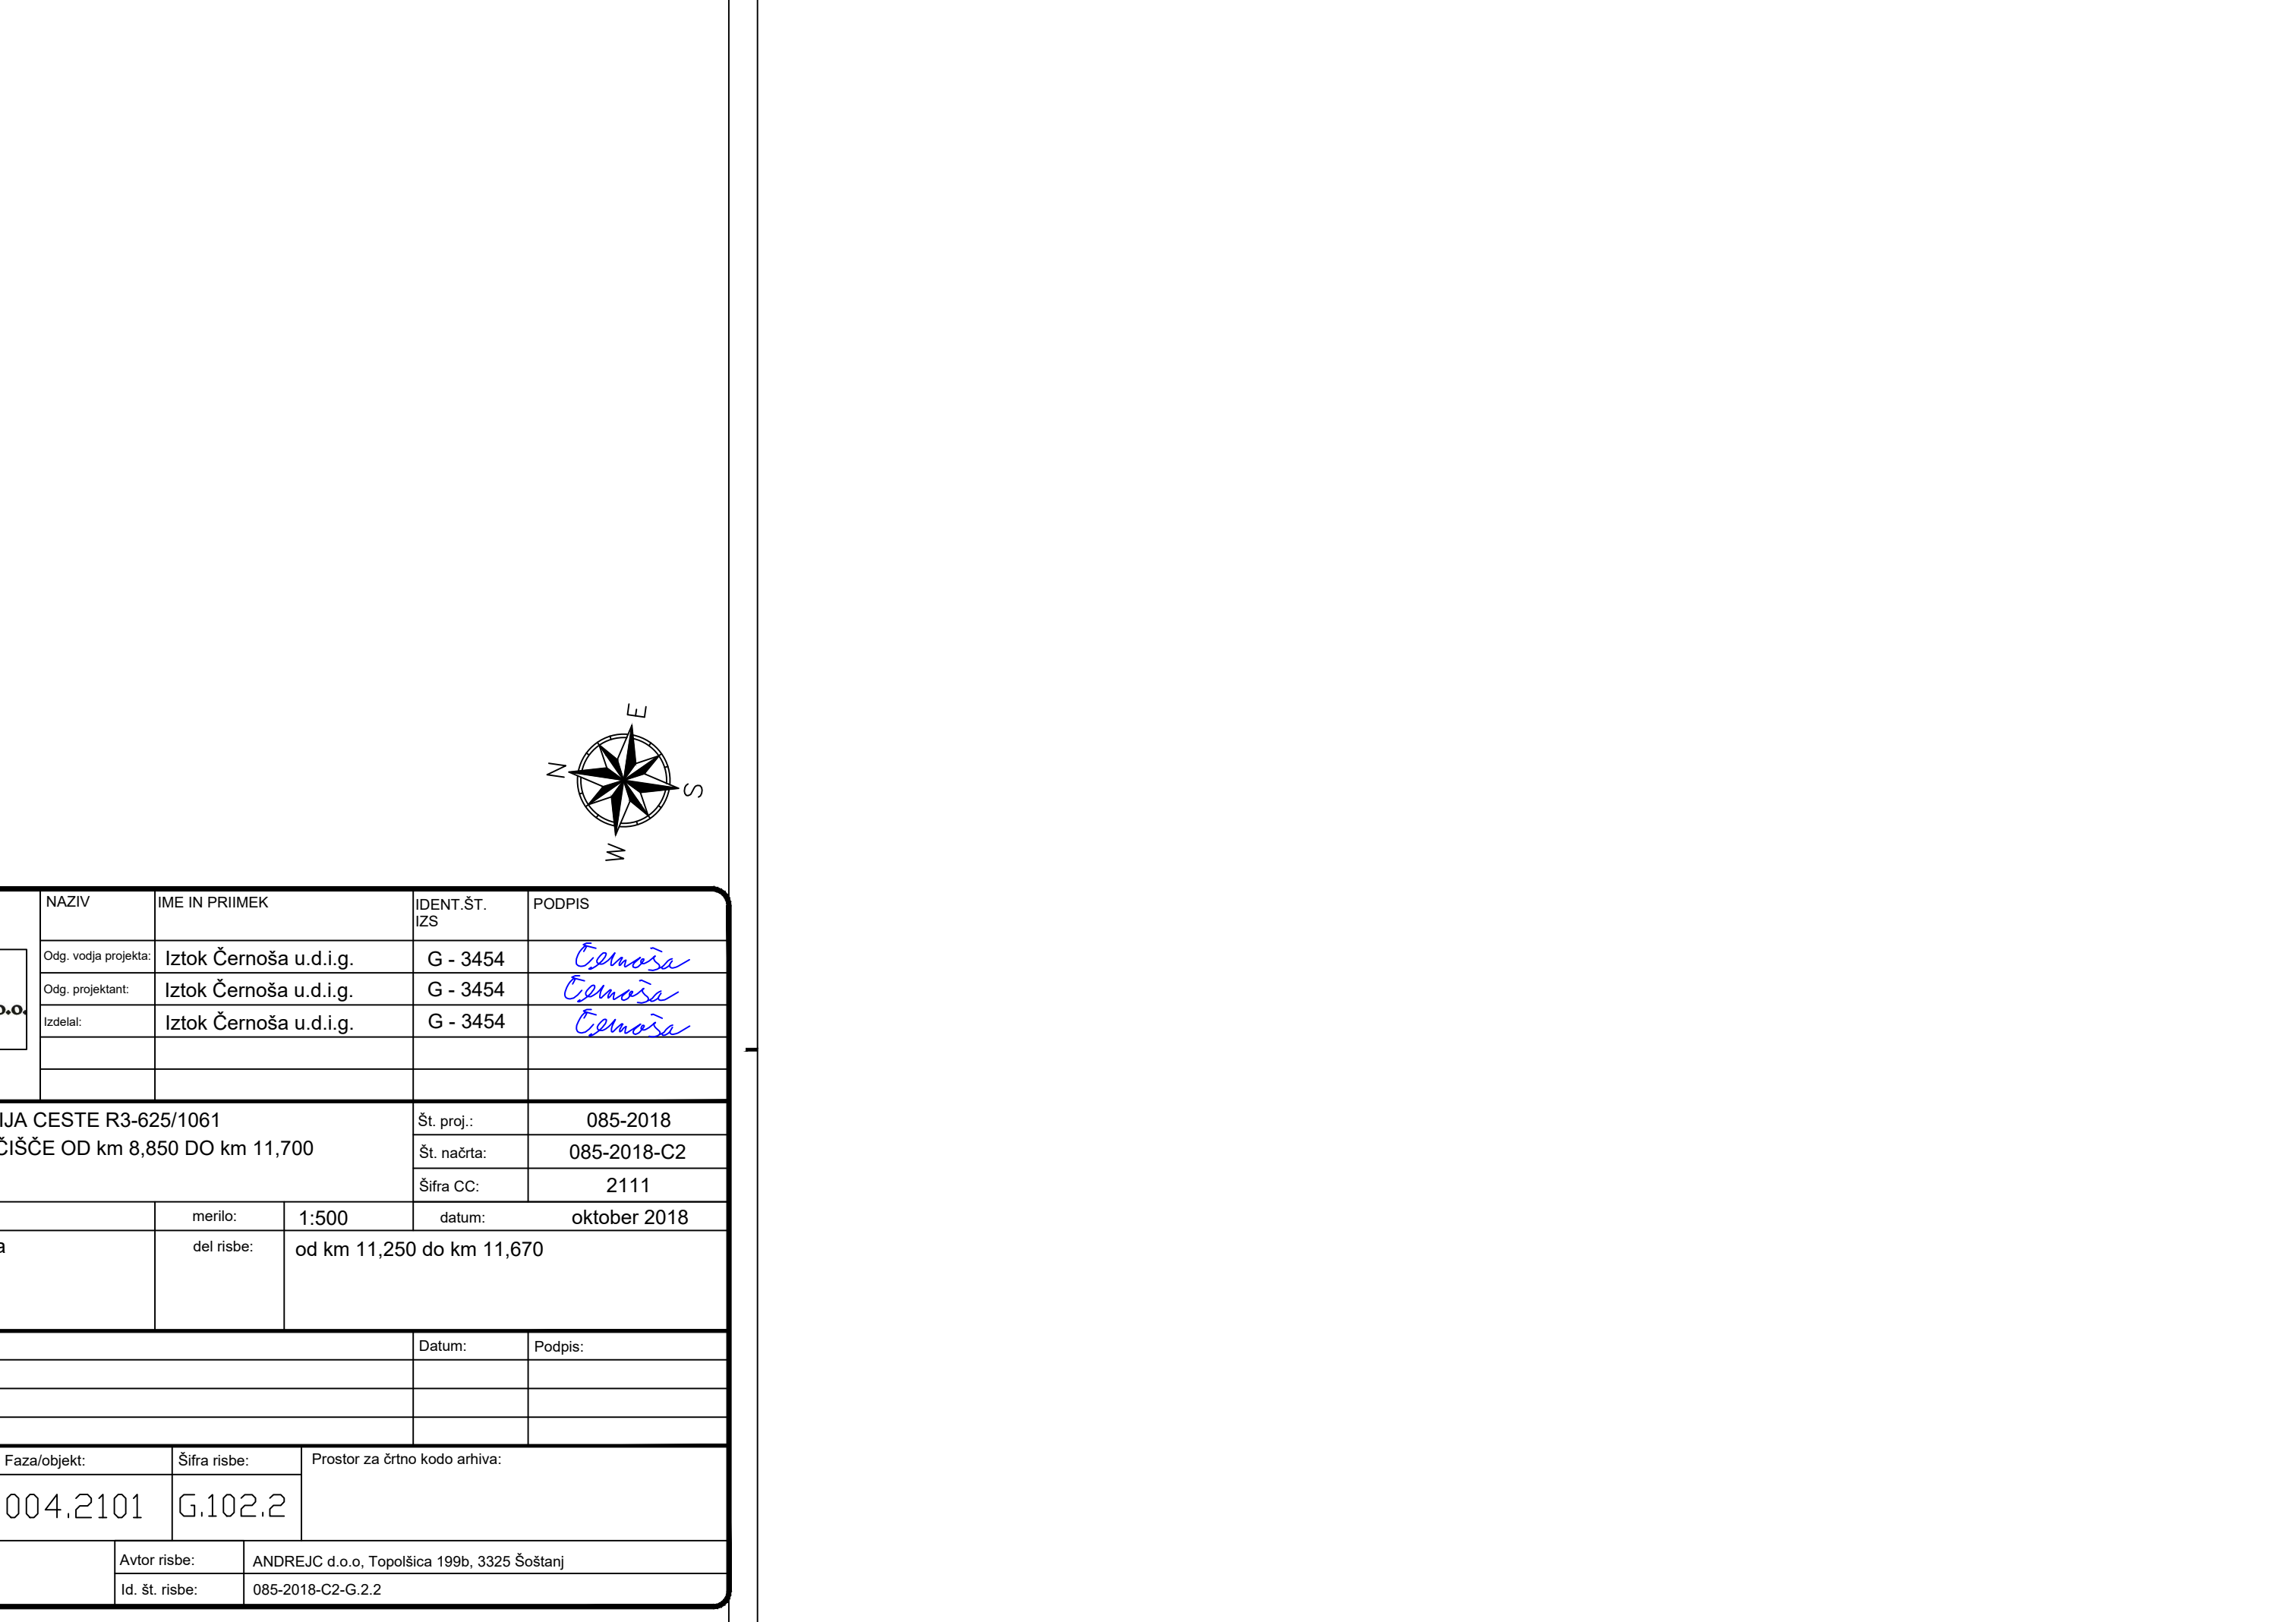 E
N
S
W
NAZIV IME IN PRIIMEK IDENT.ŠT. IZS PODPIS
Odg. vodja projekta: Iztok Černoša u.d.i.g. G - 3454 Černoša
Odg. projektant: Iztok Černoša u.d.i.g. G - 3454 Černoša
o.o.
Izdelal: Iztok Černoša u.d.i.g. G - 3454 Černoša
IJA CESTE R3-625/1061 Št. proj.: 085-2018
ČIŠČE OD km 8,850 DO km 11,700 Št. načrta: 085-2018-C2
Šifra CC: 2111
merilo: 1:500 datum: oktober 2018
a del risbe: od km 11,250 do km 11,670
Datum: Podpis:
Faza/objekt: Šifra risbe: Prostor za črtno kodo arhiva:
004.2101 G.102.2
Avtor risbe: ANDREJC d.o.o, Topolšica 199b, 3325 Šoštanj
Id. št. risbe: 085-2018-C2-G.2.2